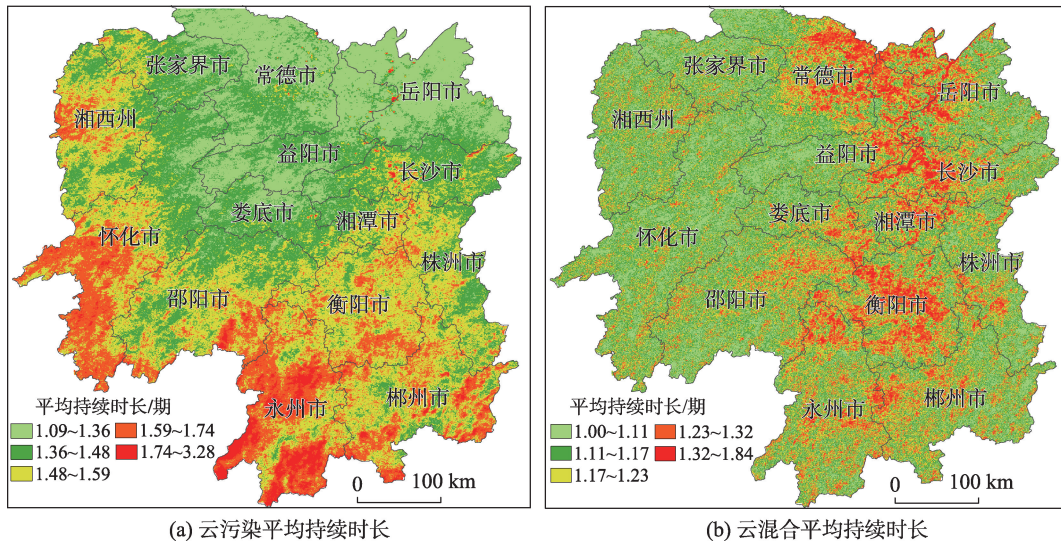 张家界市
常德市
岳阳市
湘西州
益阳市
长沙市
娄底市
湘潭市
怀化市
株洲市
邵阳市
衡阳市
永州市
郴州市
平均持续时长/期
1.09~1.36
1.59~1.74
1.36~1.48
1.74~3.28
1.48~1.59
0
100 km
(a) 云污染平均持续时长
张家界市
常德市
岳阳市
湘西州
益阳市
长沙市
娄底市
湘潭市
怀化市
株洲市
邵阳市
衡阳市
永州市
郴州市
平均持续时长/期
1.00~1.11
1.23~1.32
1.11~1.17
1.32~1.84
1.17~1.23
0
100 km
(b) 云混合平均持续时长